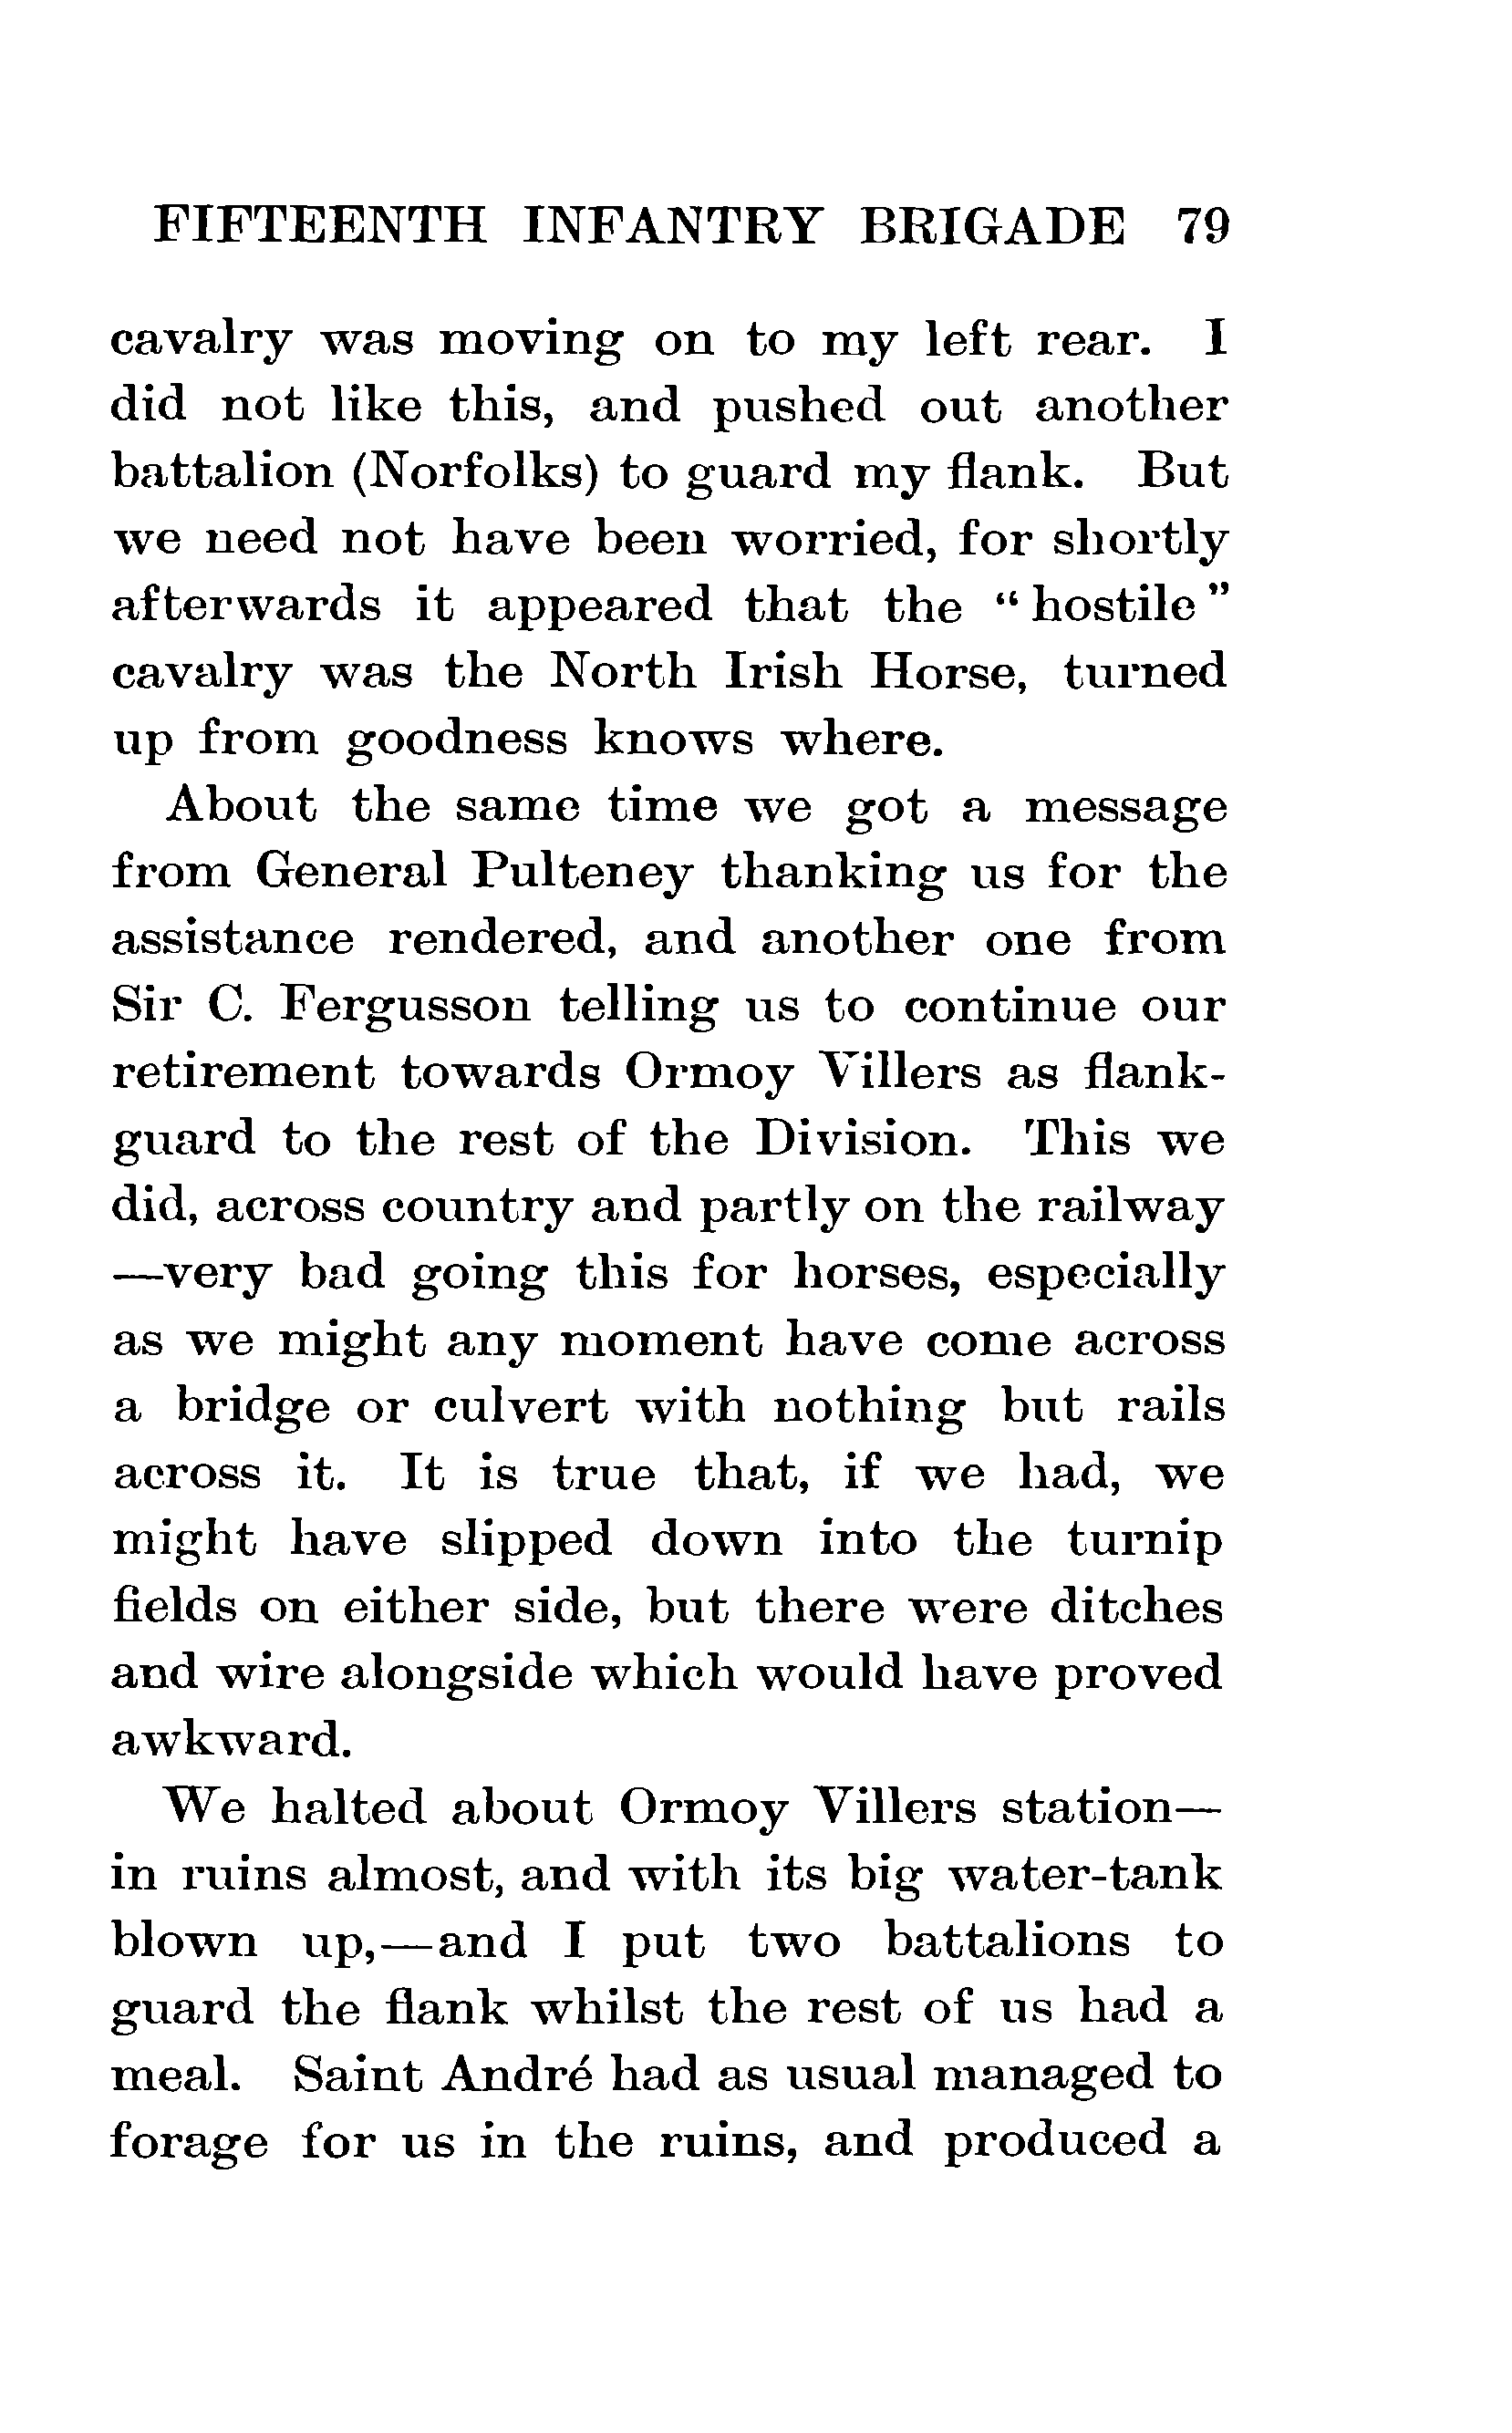 FIFTEENTH INFANTRY BRIGADE 79
cavalry was moving on to my left rear. I
did not like this, and pushed out another
battalion (Norfolks) to guard my flank. But
we need not have been worried, for shortly
afterwards it appeared that the “hostile”
cavalry was the North Irish Horse, turned
up from goodness knows where.
About the same time we got a message
from General Pulteney thanking us for the
assistance rendered, and another one from
Sir C. Fergusson telling us to continue our
retirement towards Ormoy Villers as flank-
guard to the rest of the Division. This we
did, across country and partly on the railway
—very bad going this for horses, especially
as we might any moment have come across
a bridge or culvert with nothing but rails
across it. It is true that, if we had, we
might have slipped down into the turnip
fields on either side, but there were ditches
and wire alongside which would have proved
awkward.
We halted about Ormoy Villers station—
in ruins almost, and with its big water-tank
blown up,—and I put two battalions to
guard the flank whilst the rest of us had a
meal. Saint André had as usual managed to
forage for us in the ruins, and produced a